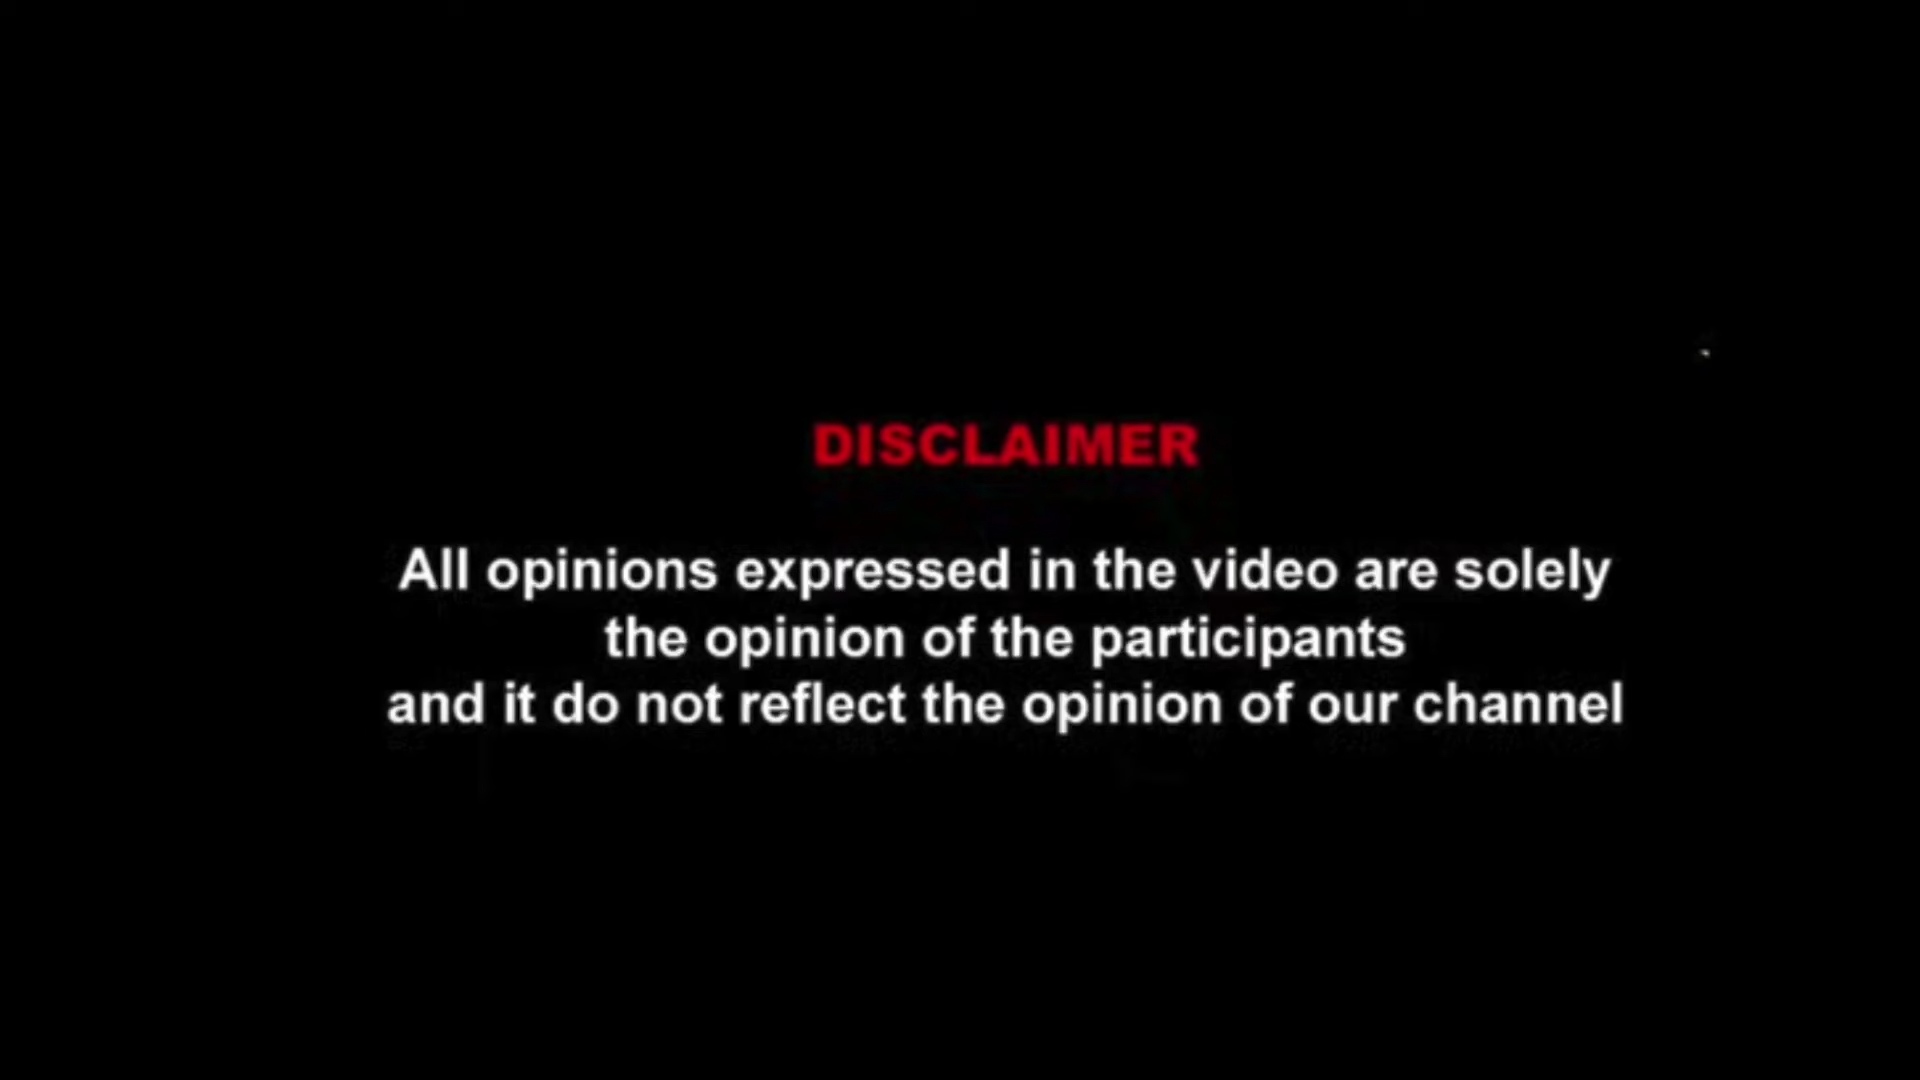 DISCLAIMER
All opinions expressed in the video are solely
the opinion of the participants
and it do not reflect the opinion of our channel